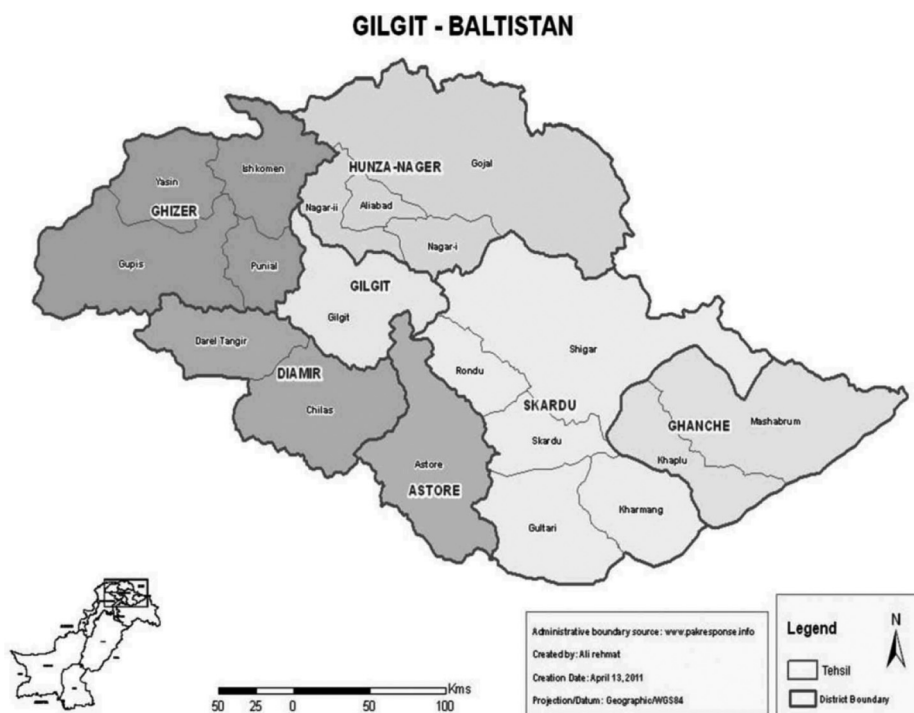 GILGIT - BALTISTAN
Ishkomen
HUNZA-NAGER
Gojal
Yasin
GHIZER
Nagar-ii
Aliabad
Nagar-i
Gupis
Punial
GILGIT
Gilgit
Darel Tangir
DIAMIR
Chilas
Rondu
Shigar
SKARDU
Skardu
GHANCHE
Mashabrum
Khaplu
Astore
ASTORE
Gultari
Kharmang
50 25 0 50 100
Kms
Administrative boundary source: www.pakresponse.info
Created by: Ali rehmat
Creation Date: April 13, 2011
Projection/Datum: Geographic/WGS84
Legend
N
Tehsil
District Boundary